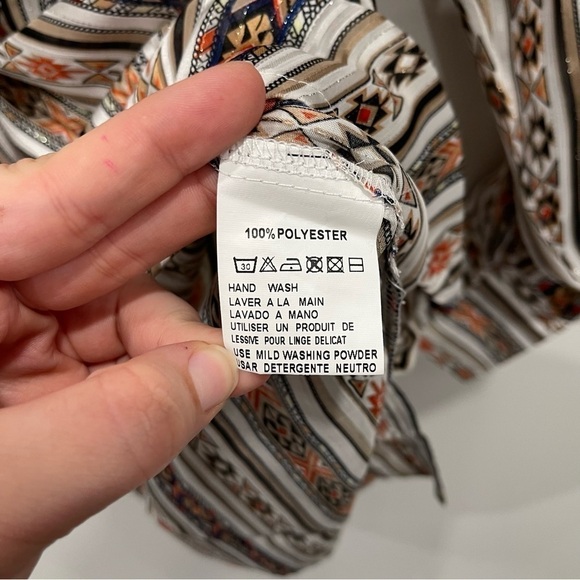 100%POLYESTER
30
HAND WASH
LAVER A LA MAIN
LAVADO A MANO
UTILISER UN PRODUIT DE
LESSIVE POUR LINGE DELICAT
USE MILD WASHING POWDER
USAR DETERGENTE NEUTRO